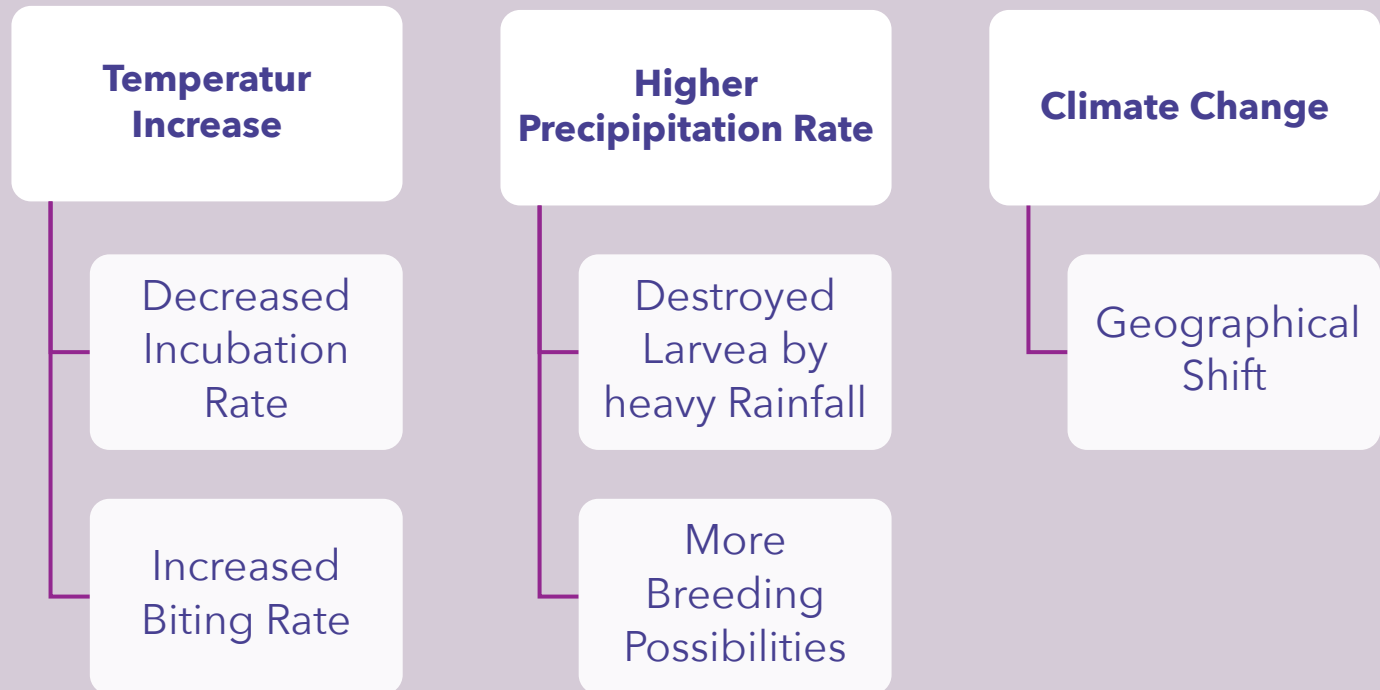 Temperatur
Increase
Decreased
Incubation
Rate
Increased
Biting Rate
Higher
Precipipitation Rate
Destroyed
Larvea by
heavy Rainfall
More
Breeding
Possibilities
Climate Change
Geographical
Shift